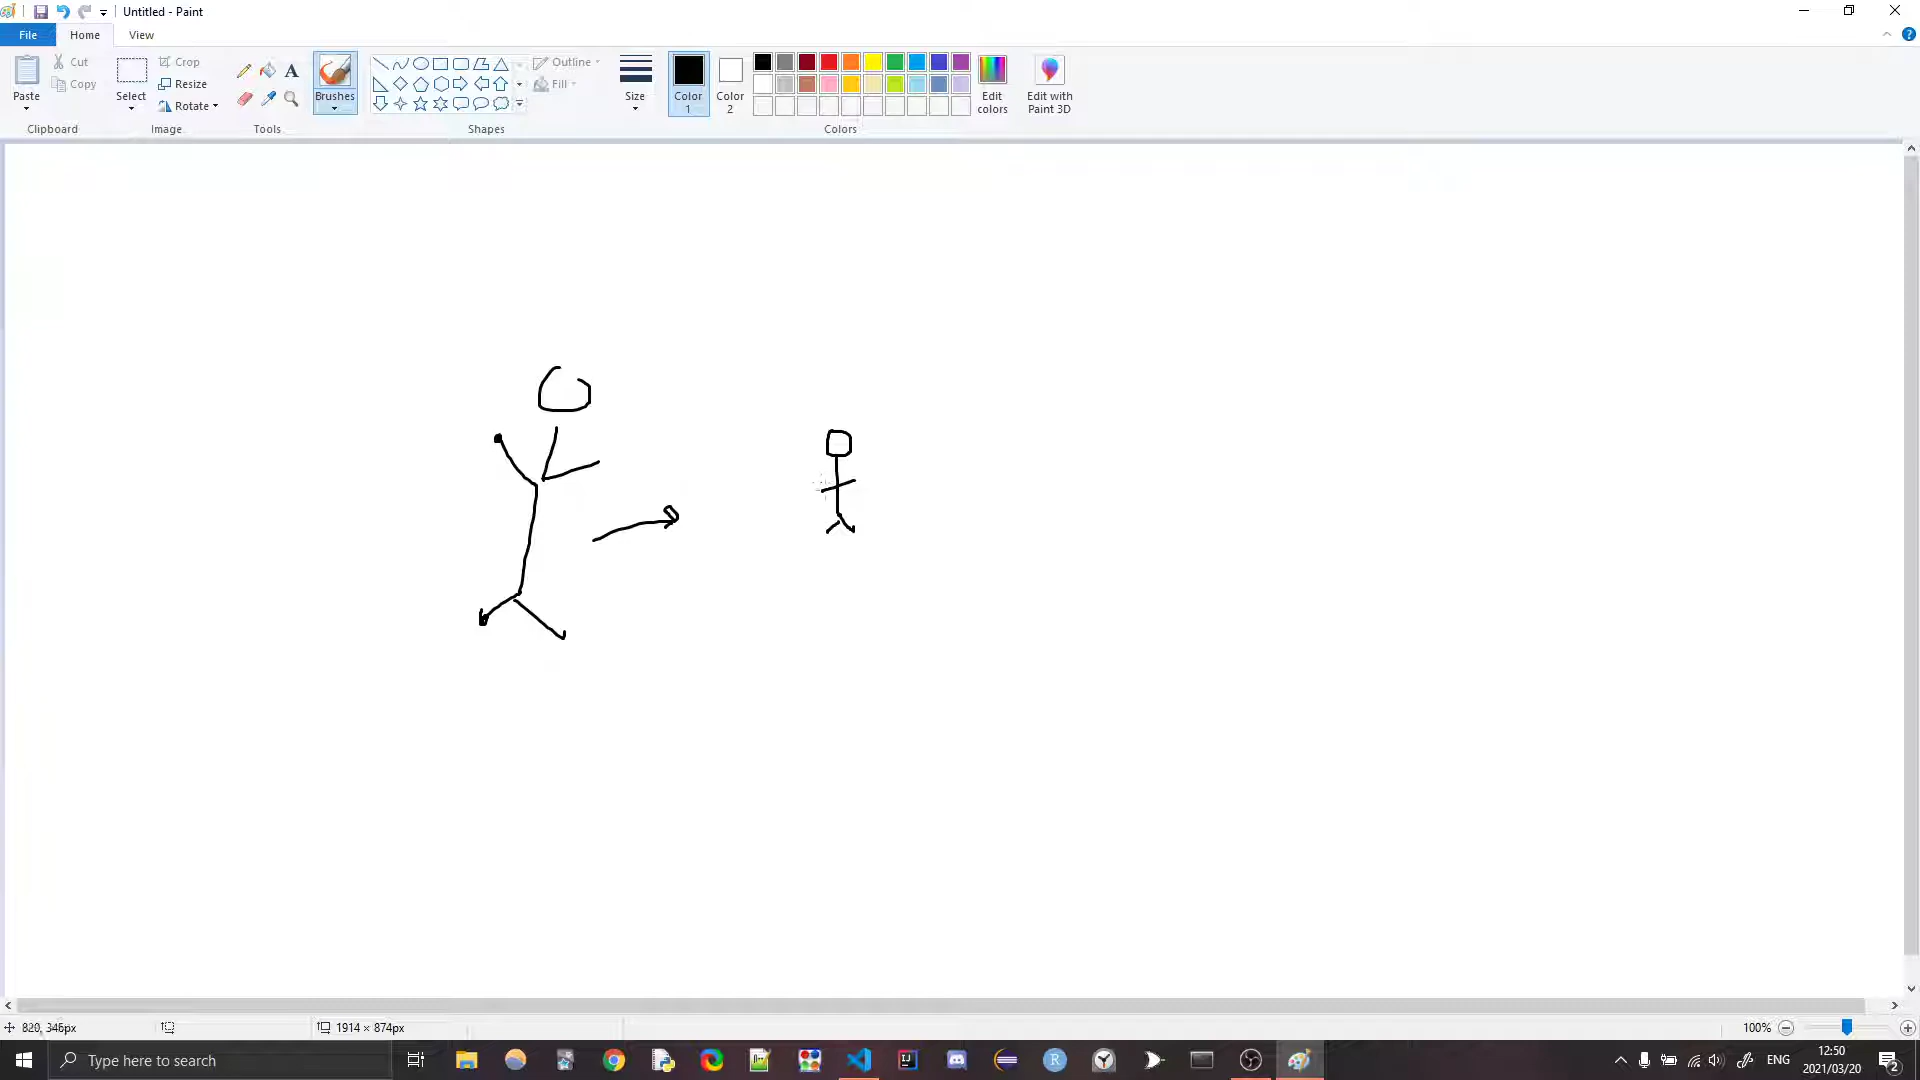 Untitled - Paint
File Home View
Paste
Cut
Copy
Clipboard
Select
Crop
Resize
Rotate
Image
A
Tools
Brushes
Shapes
Outline
Fill
Size
Color 1
Color 2
Edit colors
Colors
Edit with Paint 3D
820, 346px
1914 × 874px
100%
Type here to search
ENG
12:50
2021/03/20
2